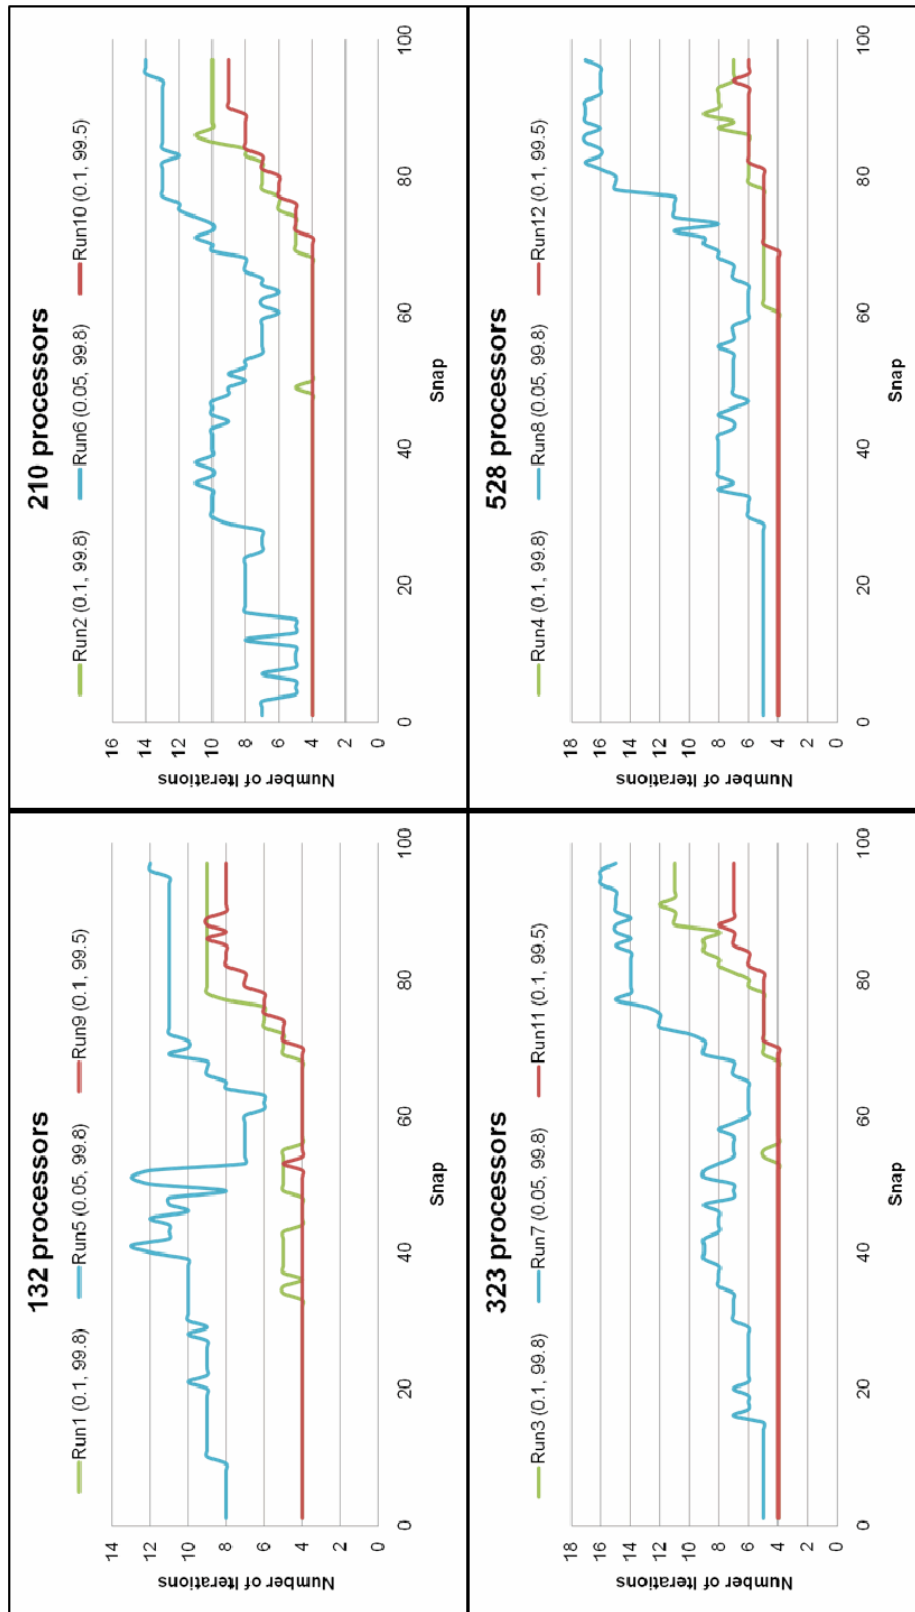 132 processors
Run1 (0.1, 99.8) Run5 (0.05, 99.8) Run9 (0.1, 99.5)
14
12
10
8
6
4
2
0
Number of Iterations
0 20 40 60 80 100
Snap
210 processors
Run2 (0.1, 99.8) Run6 (0.05, 99.8) Run10 (0.1, 99.5)
16
14
12
10
8
6
4
2
0
Number of Iterations
0 20 40 60 80 100
Snap
323 processors
Run3 (0.1, 99.8) Run7 (0.05, 99.8) Run11 (0.1, 99.5)
18
16
14
12
10
8
6
4
2
0
Number of Iterations
0 20 40 60 80 100
Snap
528 processors
Run4 (0.1, 99.8) Run8 (0.05, 99.8) Run12 (0.1, 99.5)
18
16
14
12
10
8
6
4
2
0
Number of Iterations
0 20 40 60 80 100
Snap